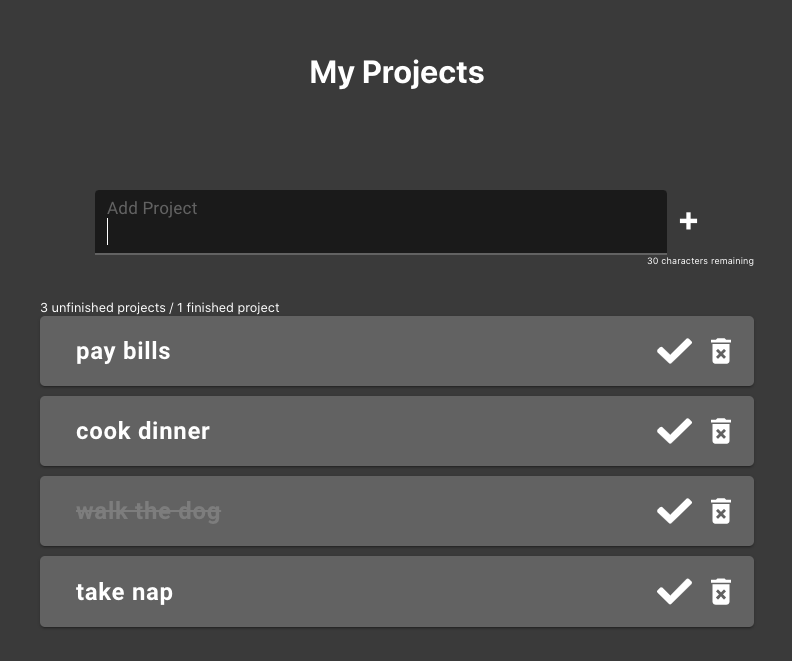 My Projects
Add Project
30 characters remaining
3 unfinished projects / 1 finished project
pay bills
cook dinner
walk the dog
take nap